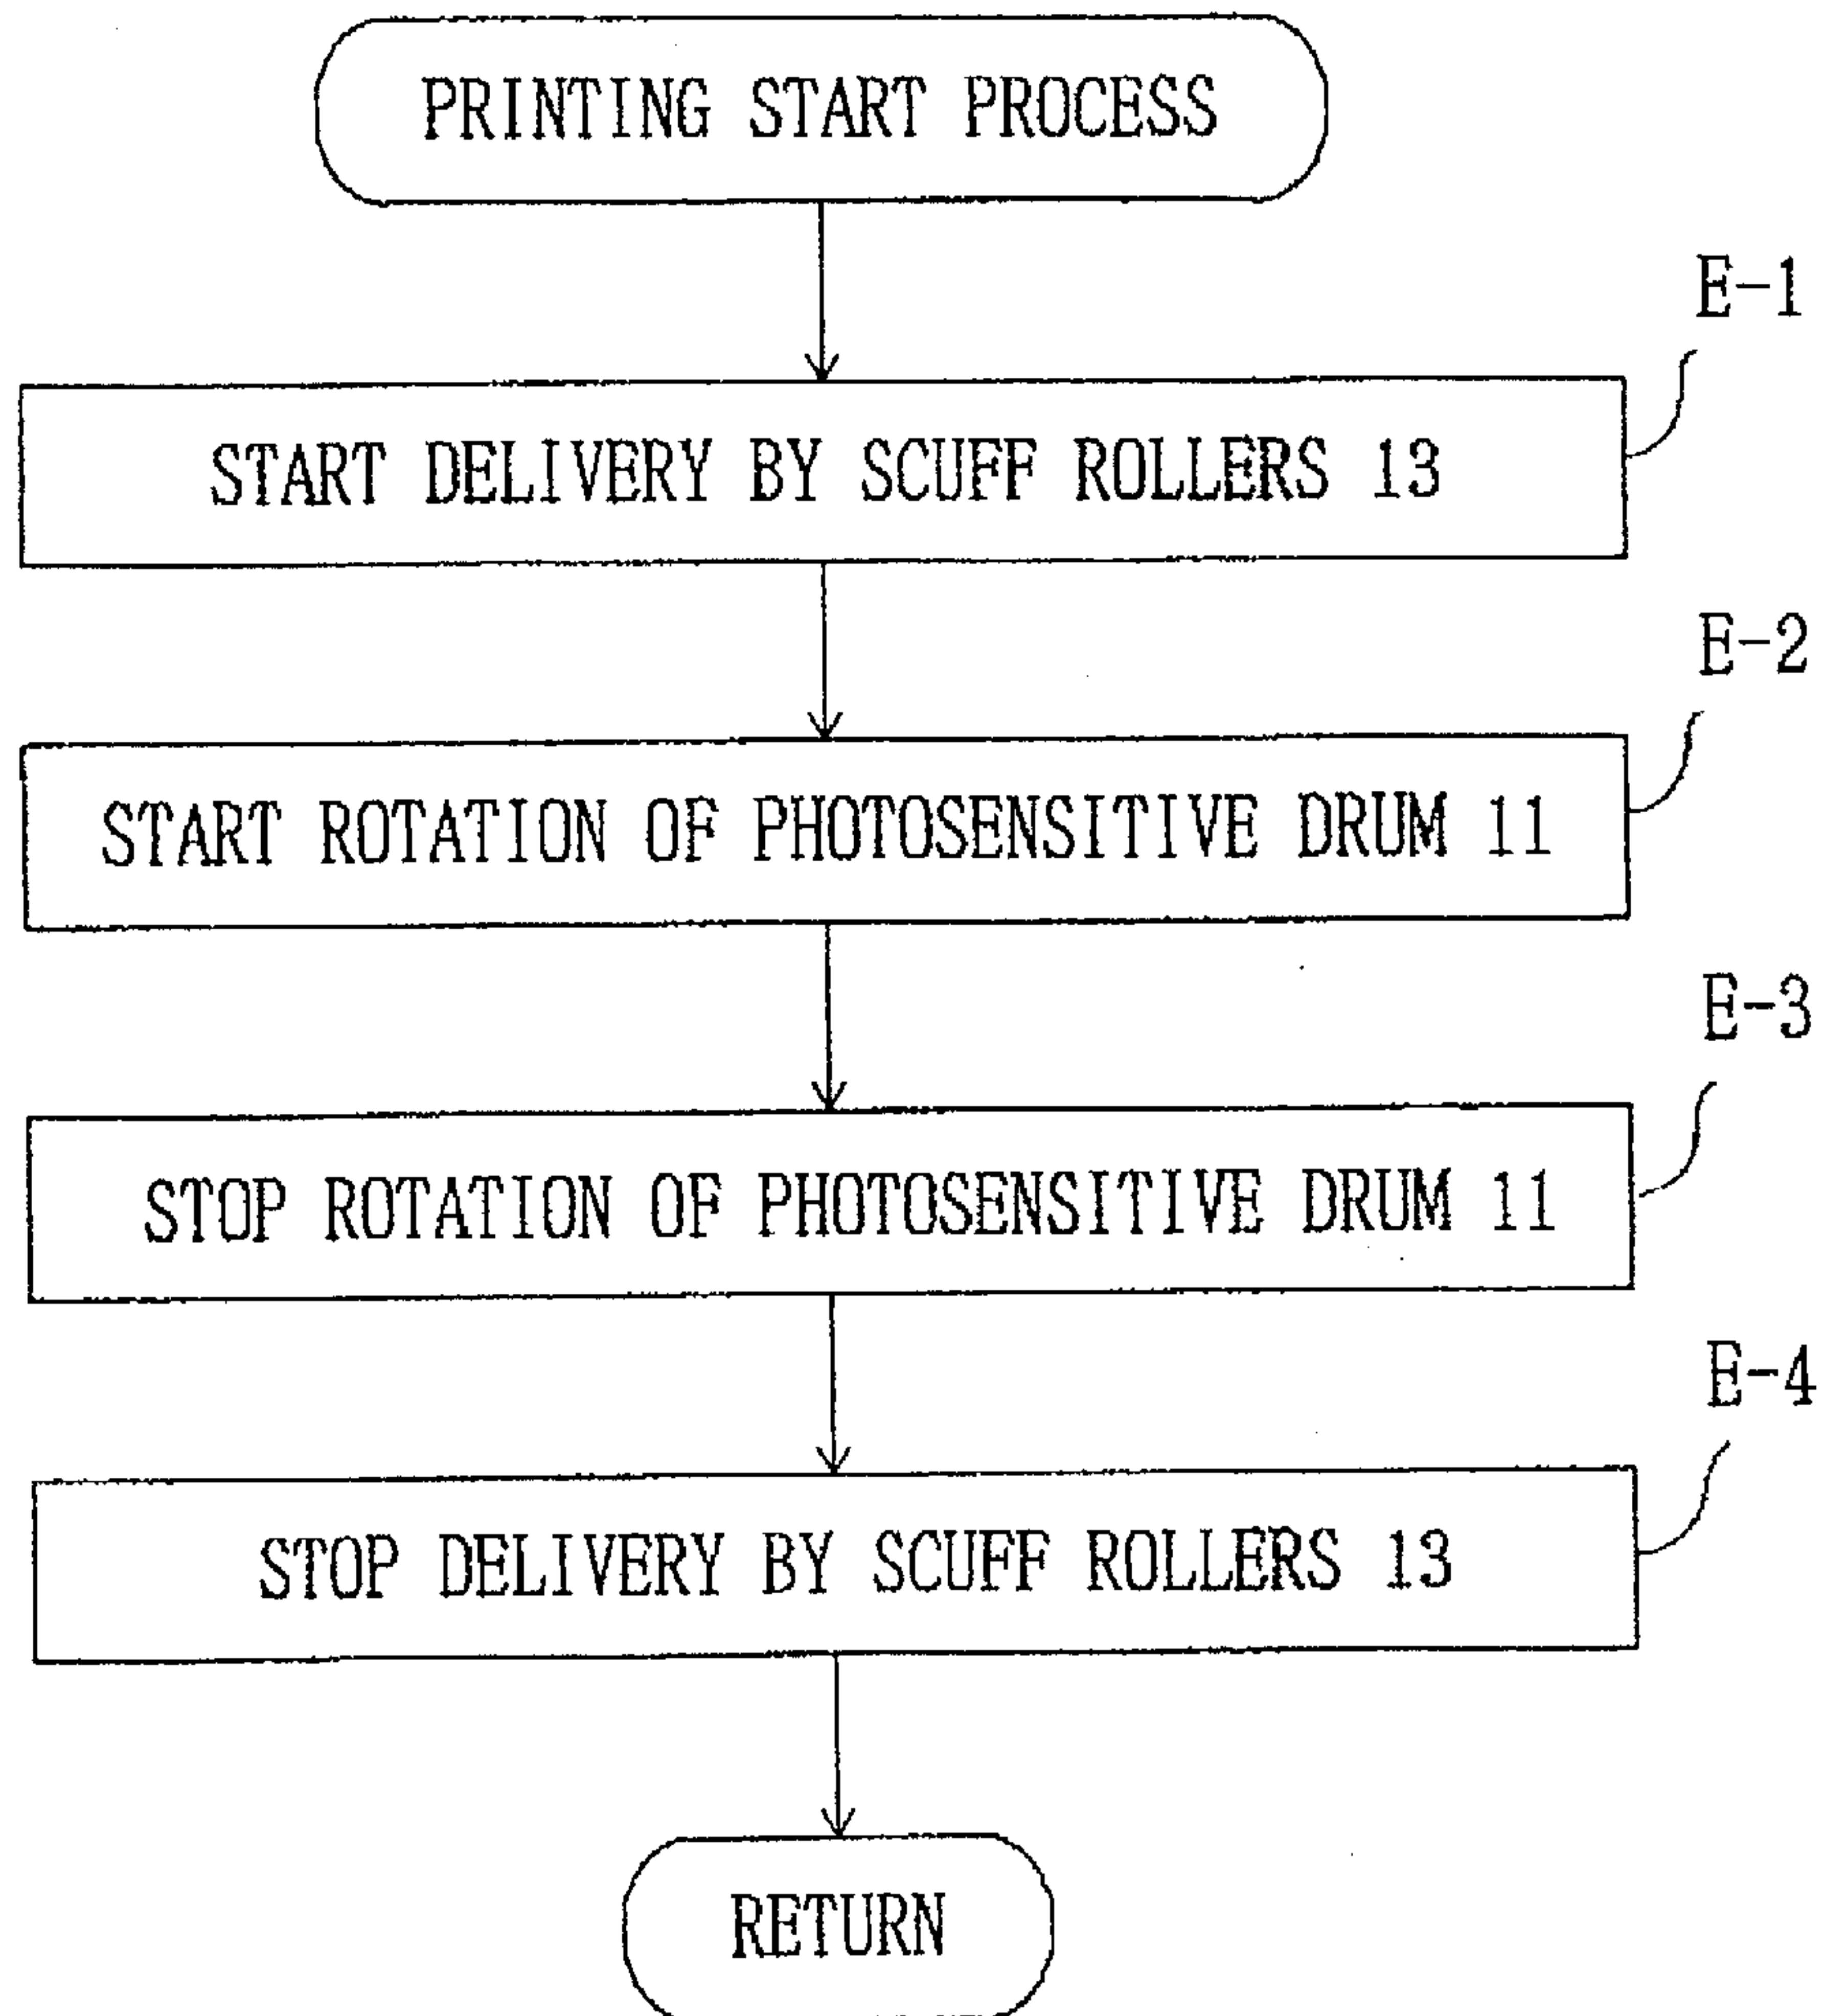 PRINTING START PROCESS
E-1
START DELIVERY BY SCUFF ROLLERS 13
E-2
START ROTATION OF PHOTOSENSITIVE DRUM 11
E-3
STOP ROTATION OF PHOTOSENSITIVE DRUM 11
E-4
STOP DELIVERY BY SCUFF ROLLERS 13
RETURN